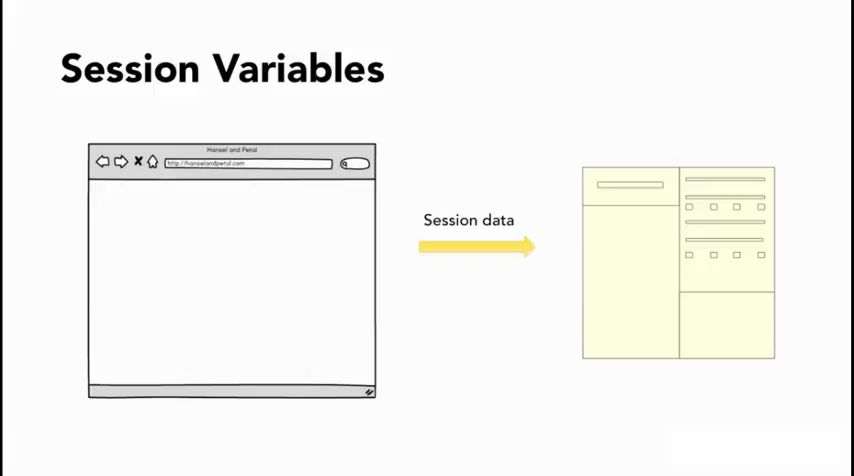 Session Variables
Hansel and Petal
http://hanselandpetal.com
Session data